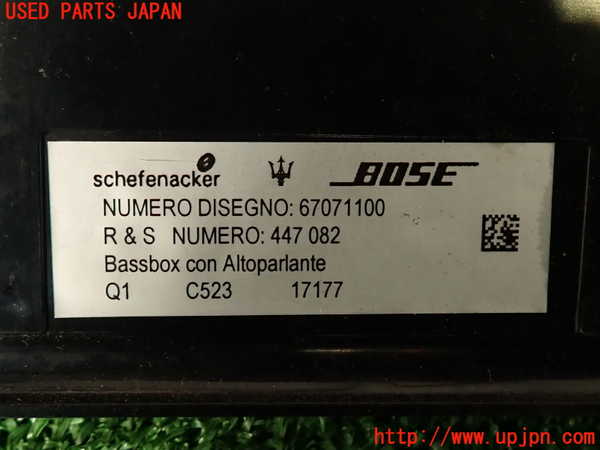 USED PARTS JAPAN
schefenacker BOSE
NUMERO DISEGNO: 67071100
R & S NUMERO: 447 082
Bassbox con Altoparlante
Q1 C523 17177
http://www.upjpn.com/